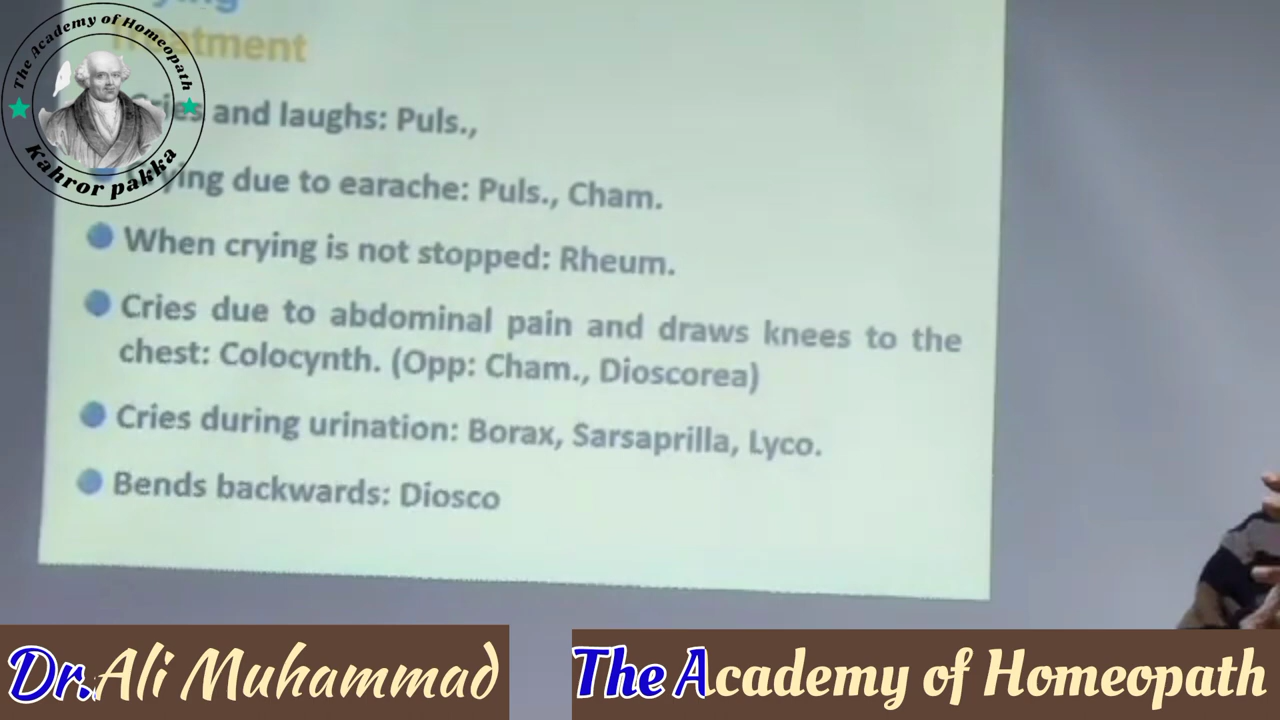 The Academy of Homeopath
Kahror pakka
Treatment
Cries and laughs: Puls.,
Crying due to earache: Puls., Cham.
When crying is not stopped: Rheum.
Cries due to abdominal pain and draws knees to the
chest: Colocynth. (Opp: Cham., Dioscorea)
Cries during urination: Borax, Sarsaprilla, Lyco.
Bends backwards: Diosco
Dr. Ali Muhammad
The Academy of Homeopath